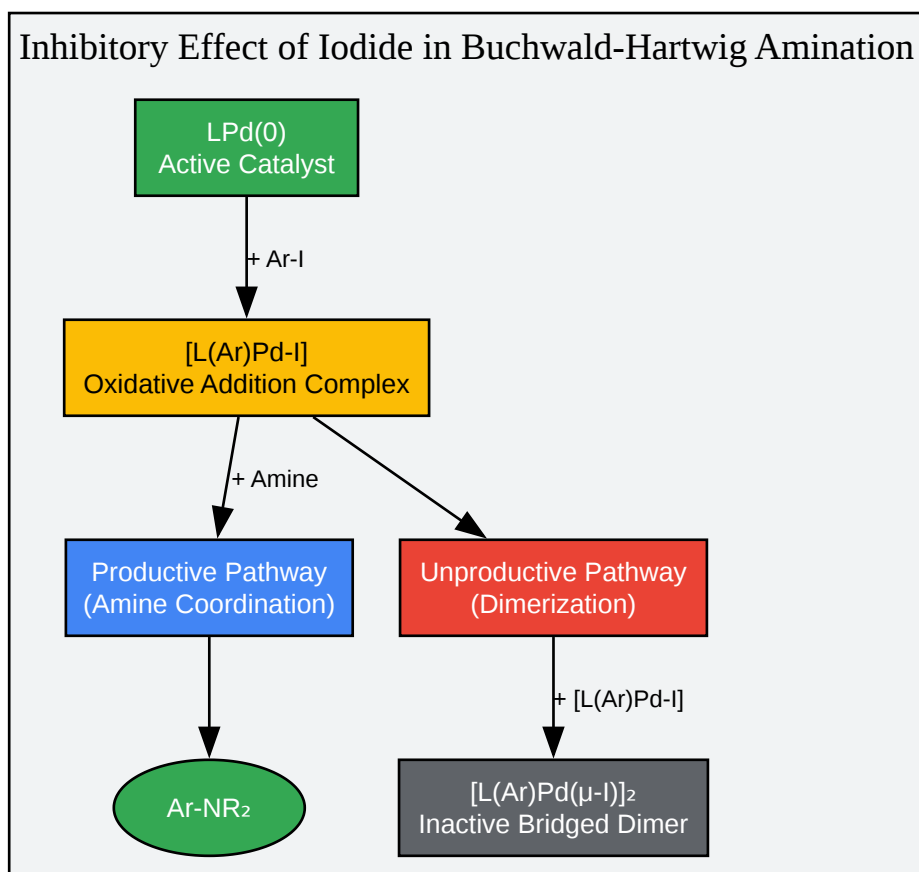 Inhibitory Effect of Iodide in Buchwald-Hartwig Amination
LPd(0)
Active Catalyst
+ Ar-I
[L(Ar)Pd-I]
Oxidative Addition Complex
+ Amine
Productive Pathway
(Amine Coordination)
Unproductive Pathway
(Dimerization)
+ [L(Ar)Pd-I]
Ar-NR₂
[L(Ar)Pd(μ-I)]₂
Inactive Bridged Dimer